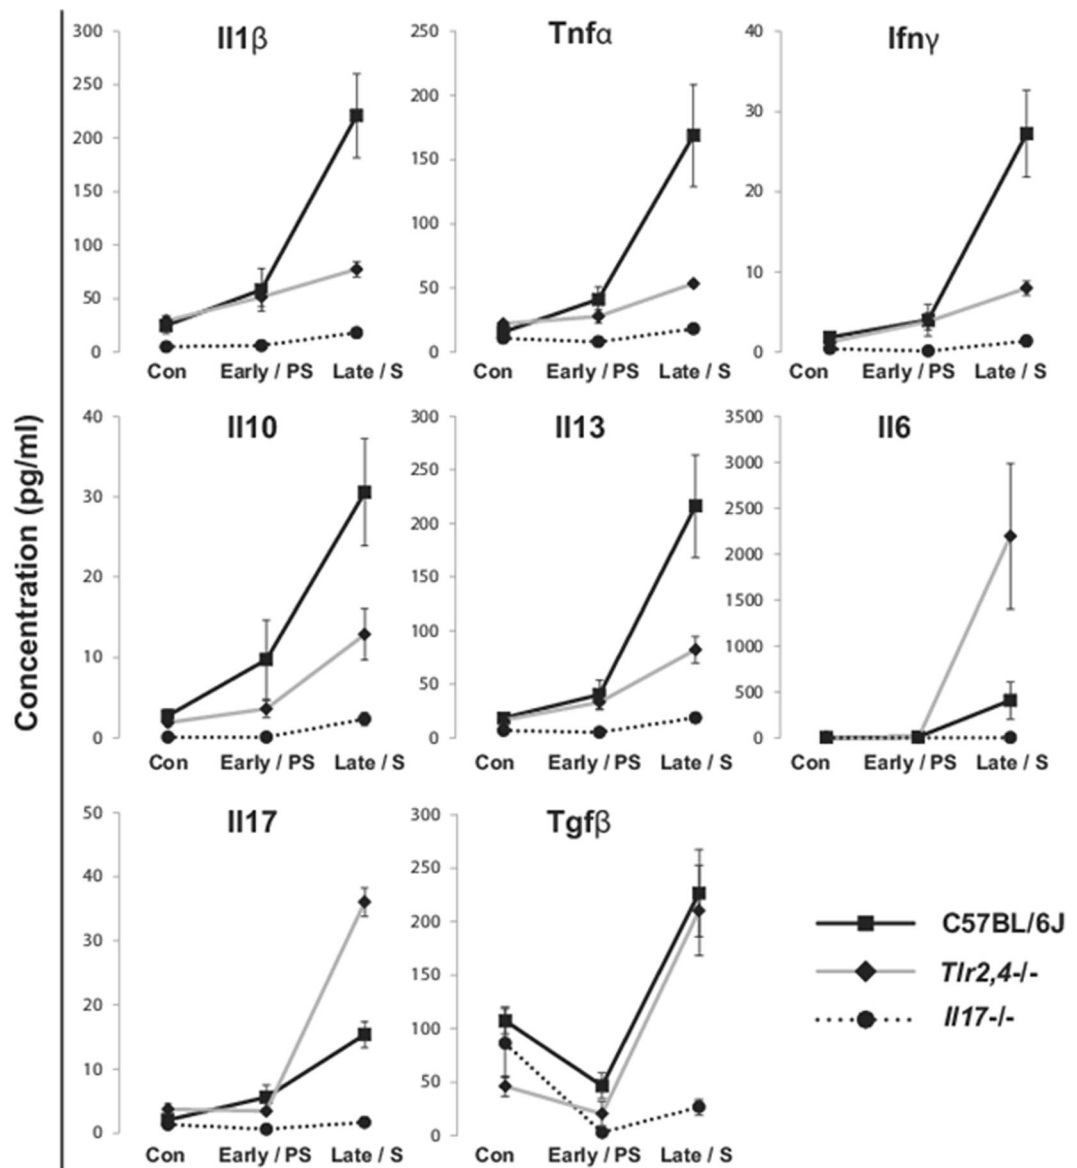 Concentration (pg/ml)
Il1β
300
250
200
150
100
50
0
Con Early / PS Late / S
Tnfα
250
200
150
100
50
0
Con Early / PS Late / S
Ifnγ
40
30
20
10
0
Con Early / PS Late / S
Il10
40
30
20
10
0
Con Early / PS Late / S
Il13
300
250
200
150
100
50
0
Con Early / PS Late / S
Il6
3500
3000
2500
2000
1500
1000
500
0
Con Early / PS Late / S
Il17
50
40
30
20
10
0
Con Early / PS Late / S
Tgfβ
300
250
200
150
100
50
0
Con Early / PS Late / S
C57BL/6J
Tlr2,4-/-
Il17-/-